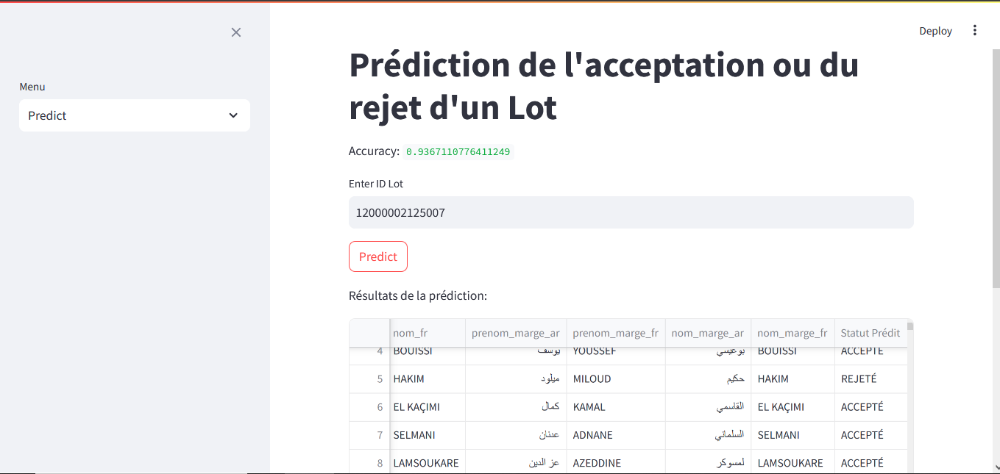 Deploy
Menu
Predict
Prédiction de l'acceptation ou du
rejet d'un Lot
Accuracy: 0.9367110776411249
Enter ID Lot
12000002125007
Predict
Résultats de la prédiction:
nom_fr prenom_marge_ar prenom_marge_fr nom_marge_ar nom_marge_fr Statut Prédit
4 BOUISSI يوسف YOUSSEF بوعيسي BOUISSI ACCEPTÉ
5 HAKIM ميلود MILOUD حكيم HAKIM REJETÉ
6 EL KAÇIMI كمال KAMAL القاسمي EL KAÇIMI ACCEPTÉ
7 SELMANI عدنان ADNANE السلماني SELMANI ACCEPTÉ
8 LAMSOUKARE عز الدين AZEDDINE لمسوكر LAMSOUKARE ACCEPTÉ